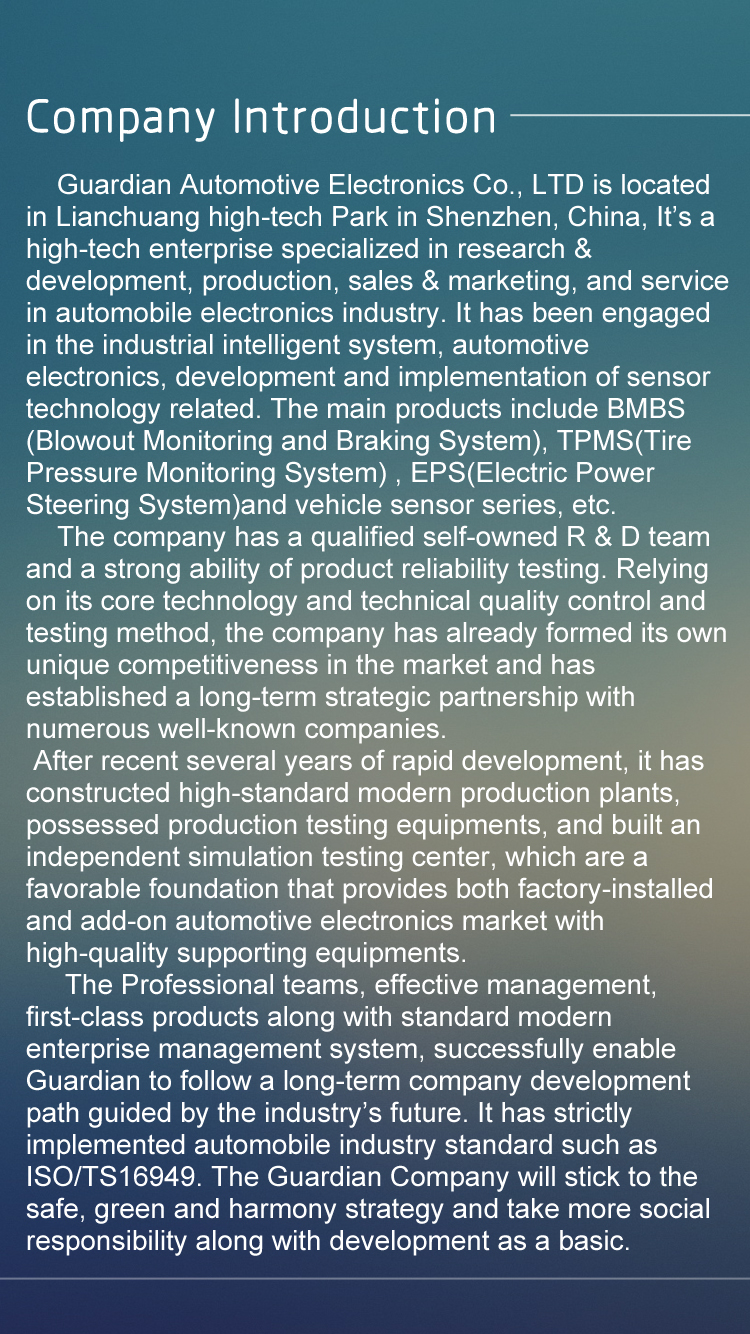 Company Introduction
Guardian Automotive Electronics Co., LTD is located
in Lianchuang high-tech Park in Shenzhen, China, It’s a
high-tech enterprise specialized in research &
development, production, sales & marketing, and service
in automobile electronics industry. It has been engaged
in the industrial intelligent system, automotive
electronics, development and implementation of sensor
technology related. The main products include BMBS
(Blowout Monitoring and Braking System), TPMS(Tire
Pressure Monitoring System) , EPS(Electric Power
Steering System)and vehicle sensor series, etc.
The company has a qualified self-owned R & D team
and a strong ability of product reliability testing. Relying
on its core technology and technical quality control and
testing method, the company has already formed its own
unique competitiveness in the market and has
established a long-term strategic partnership with
numerous well-known companies.
After recent several years of rapid development, it has
constructed high-standard modern production plants,
possessed production testing equipments, and built an
independent simulation testing center, which are a
favorable foundation that provides both factory-installed
and add-on automotive electronics market with
high-quality supporting equipments.
The Professional teams, effective management,
first-class products along with standard modern
enterprise management system, successfully enable
Guardian to follow a long-term company development
path guided by the industry’s future. It has strictly
implemented automobile industry standard such as
ISO/TS16949. The Guardian Company will stick to the
safe, green and harmony strategy and take more social
responsibility along with development as a basic.